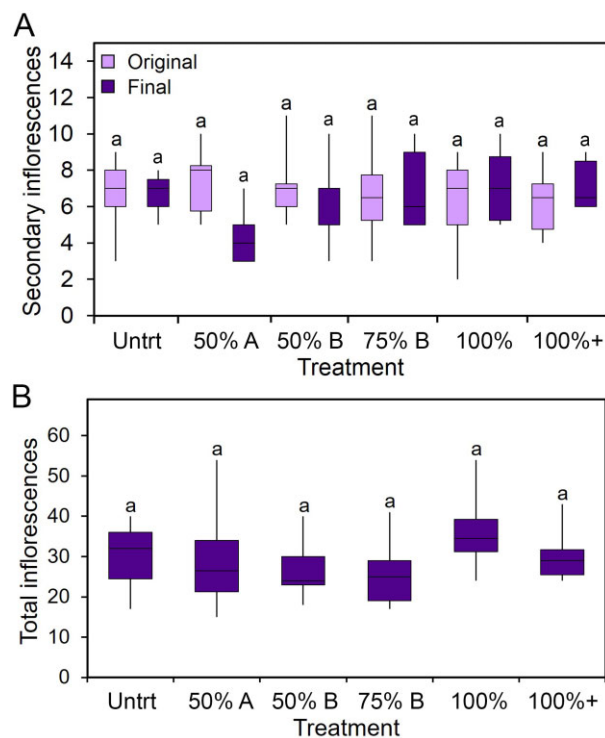 A
Secondary inflorescences
14
12
10
8
6
4
2
0
Original
Final
a a a a a a a a a a a a
Untrt 50% A 50% B 75% B 100% 100%+
Treatment
B
Total inflorescences
60
50
40
30
20
10
0
a a a a a a
Untrt 50% A 50% B 75% B 100% 100%+
Treatment